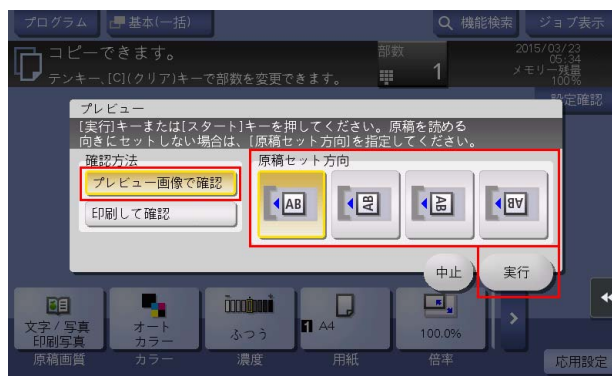 プログラム
基本(一括)
機能検索
ジョブ表示
コピーできます。
テンキー、[C](クリア)キーで部数を変更できます。
部数
1
2015/03/23
05:34
メモリー残量
100%
設定確認
プレビュー
[実行]キーまたは[スタート]キーを押してください。原稿を読める
向きにセットしない場合は、[原稿セット方向]を指定してください。
確認方法
プレビュー画像で確認
印刷して確認
原稿セット方向
AB
AB
AB
AB
中止
実行
文字/写真
印刷写真
オート
カラー
ふつう
1 A4
100.0%
原稿画質
カラー
濃度
用紙
倍率
応用設定